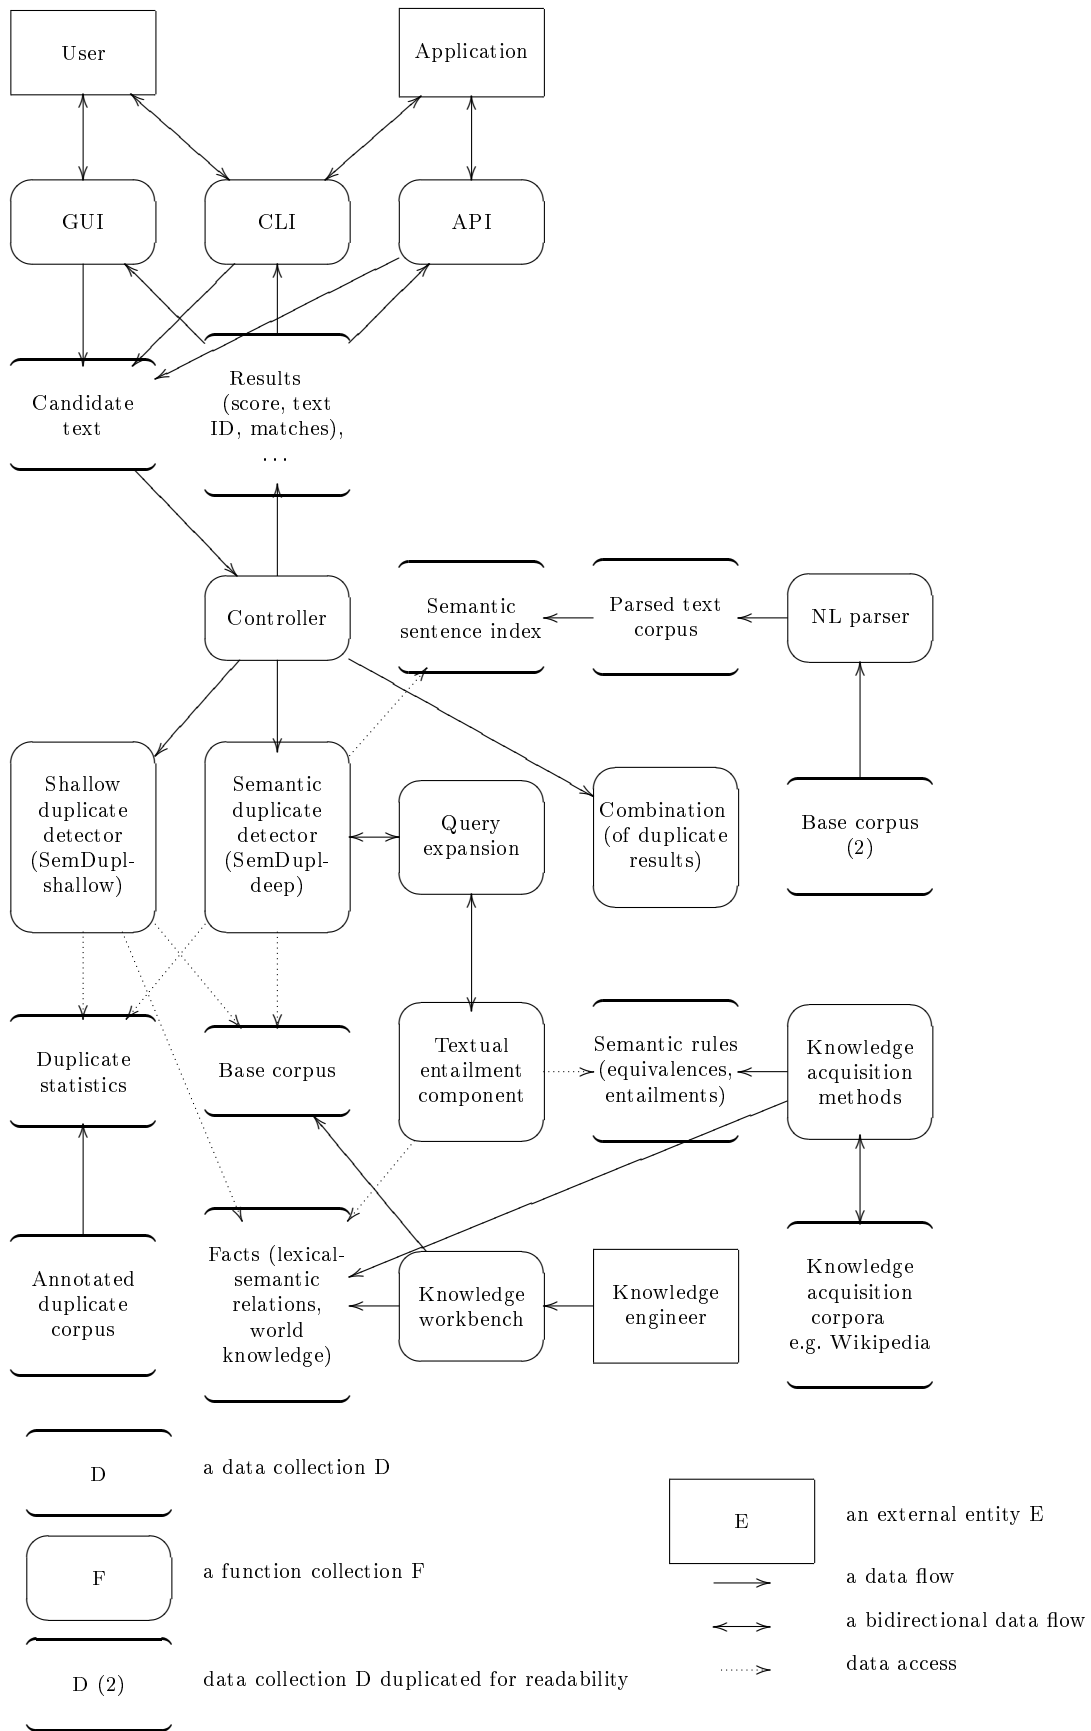 User
Application
GUI
CLI
API
Candidate
text
Results
(score, text
ID, matches),
...
Controller
Semantic
sentence index
Parsed text
corpus
NL parser
Shallow
duplicate
detector
(SemDupl-
shallow)
Semantic
duplicate
detector
(SemDupl-
deep)
Query
expansion
Combination
(of duplicate
results)
Base corpus
(2)
Duplicate
statistics
Base corpus
Textual
entailment
component
Semantic rules
(equivalences,
entailments)
Knowledge
acquisition
methods
Annotated
duplicate
corpus
Facts (lexical-
semantic
relations,
world
knowledge)
Knowledge
workbench
Knowledge
engineer
Knowledge
acquisition
corpora
e.g. Wikipedia
D
a data collection D
F
a function collection F
D (2)
data collection D duplicated for readability
E
an external entity E
a data flow
a bidirectional data flow
data access